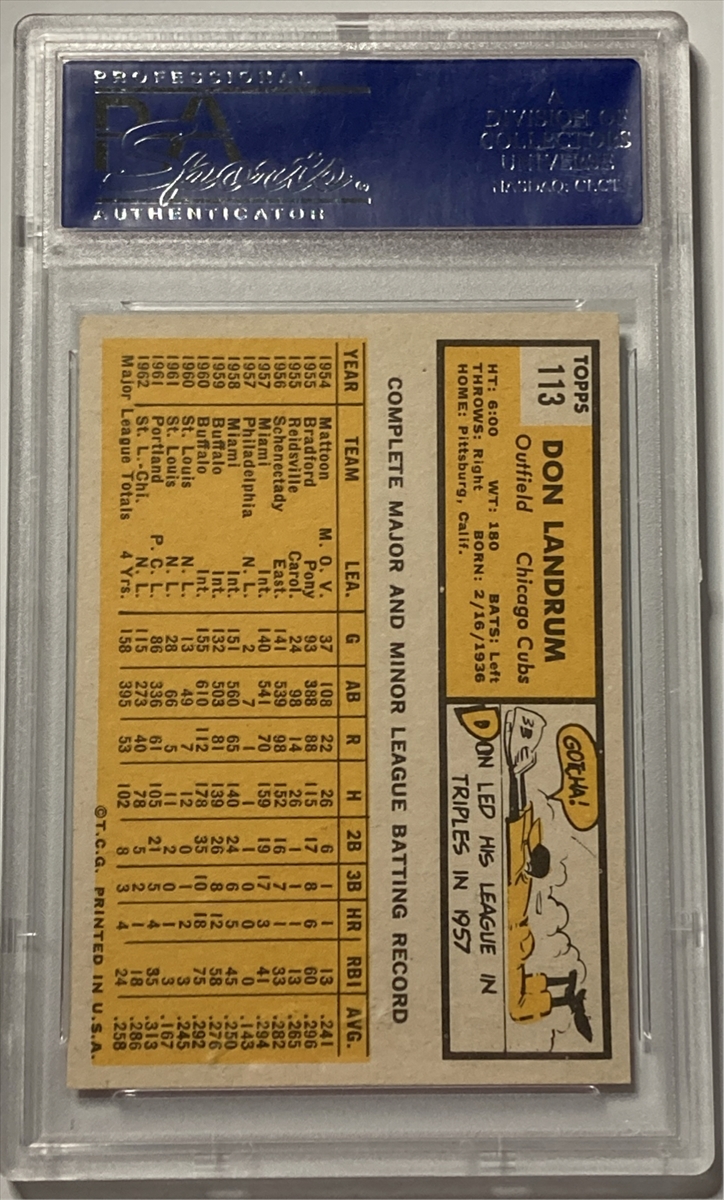 PROFESSIONAL
PSA
AUTHENTICATOR
A
DIVISION OF
COLLECTORS
UNIVERSE
NASDAQ: CLCT
TOPPS
113
DON LANDRUM
Outfield Chicago Cubs
HT: 6:00 WT: 180 BATS: Left
THROWS: Right BORN: 2/16/1936
HOME: Pittsburg, Calif.
GOTCHA!
3B
DON LED HIS LEAGUE IN
TRIPLES IN 1957
COMPLETE MAJOR AND MINOR LEAGUE BATTING RECORD
YEAR TEAM LEA. G AB R H 2B 3B HR RBI AVG.
1954 Mattoon M. O. V. 37 108 22 26 6 1 1 13 .241
1955 Bradford Pony 93 388 88 115 17 8 6 60 .296
1955 Reidsville Carol. 24 98 14 26 1 1 1 13 .265
1956 Schenectady East. 141 539 98 152 16 7 1 33 .282
1957 Miami Int. 140 541 70 159 19 17 3 41 .294
1957 Philadelphia N. L. 2 7 1 1 1 0 0 0 .143
1958 Miami Int. 151 560 65 140 24 6 5 45 .250
1959 Buffalo Int. 132 503 81 139 26 8 12 58 .276
1960 Buffalo Int. 155 610 112 178 35 10 18 75 .292
1960 St. Louis N. L. 13 49 7 12 0 1 2 3 .245
1961 St. Louis N. L. 28 66 5 11 2 0 1 3 .167
1961 Portland P. C. L. 86 336 61 105 21 5 4 35 .313
1962 St. L.-Chi. N. L. 115 273 40 78 5 2 1 18 .286
Major League Totals 4 Yrs. 158 395 53 102 8 3 4 24 .258
©T.C.G. PRINTED IN U.S.A.